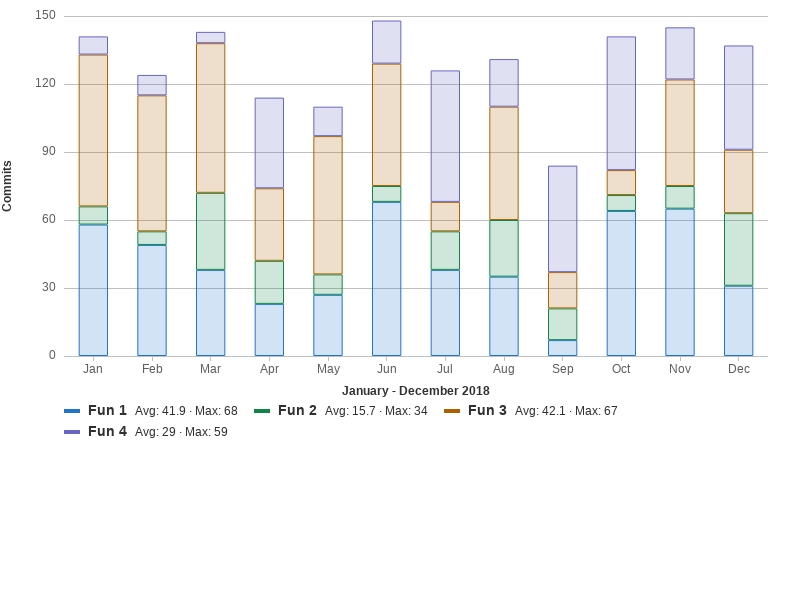 150
120
90
60
30
0
Commits
Jan Feb Mar Apr May Jun Jul Aug Sep Oct Nov Dec
January - December 2018
Fun 1 Avg: 41.9 · Max: 68 Fun 2 Avg: 15.7 · Max: 34 Fun 3 Avg: 42.1 · Max: 67
Fun 4 Avg: 29 · Max: 59